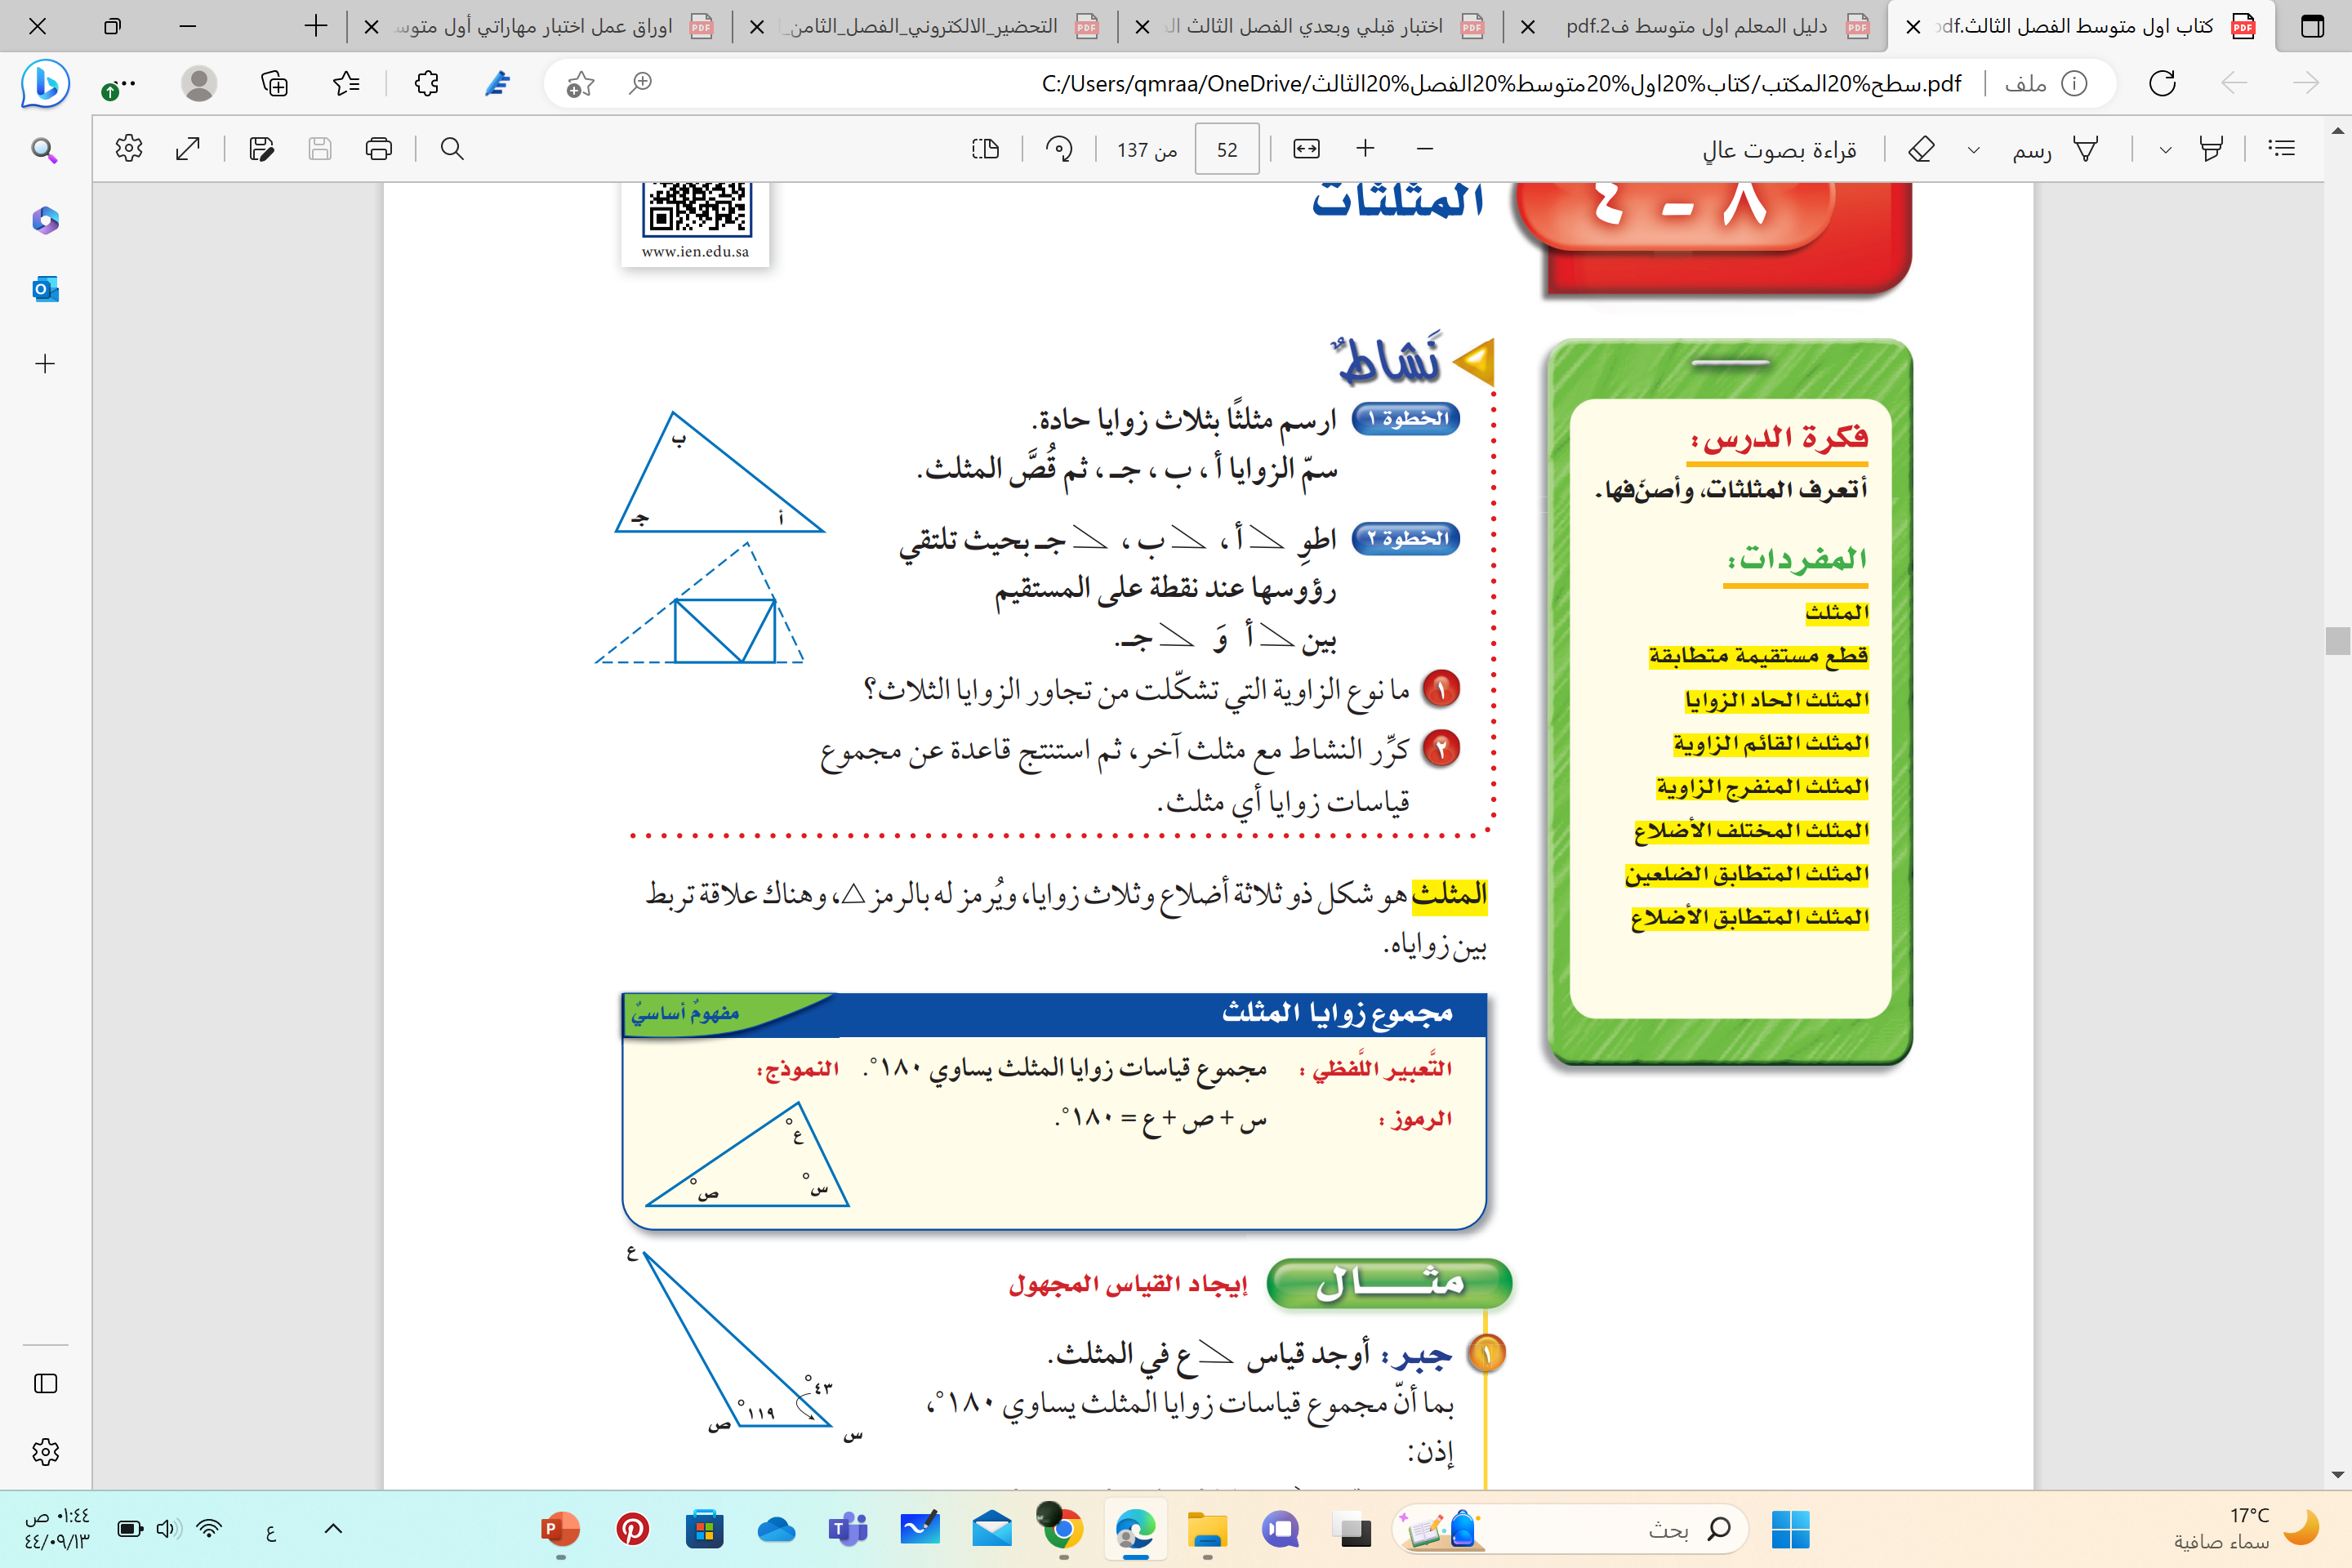 كتاب اول متوسط الفصل الثالث.pdf
دليل المعلم اول متوسط ف2.pdf
اختبار قبلي وبعدي الفصل الثالث
التحضير_الالكتروني_الفصل_الثامن_
اوراق عمل اختبار مهاراتي أول متوس
ملف
C:/Users/qmraa/OneDrive/سطح%20المكتب/كتاب%20اول%20متوسط%20الفصل%20الثالث.pdf
رسم
قراءة بصوت عالٍ
52
من 137
٨ - ٤
المثلثات
www.ien.edu.sa
فكرة الدرس:
أتعرف المثلثات، وأصنّفها.
المفردات:
المثلث
قطع مستقيمة متطابقة
المثلث الحاد الزوايا
المثلث القائم الزاوية
المثلث المنفرج الزاوية
المثلث المختلف الأضلاع
المثلث المتطابق الضلعين
المثلث المتطابق الأضلاع
نَشاطٌ
الخطوة ١ ارسم مثلثًا بثلاث زوايا حادة.
سمّ الزوايا أ ، ب ، جـ ، ثم قُصَّ المثلث.
ب
أ
جـ
الخطوة ٢ اطوِ ∠أ، ∠ب، ∠جـ بحيث تلتقي
رؤوسها عند نقطة على المستقيم
بين ∠أ وَ ∠جـ.
١ ما نوع الزاوية التي تشكّلت من تجاور الزوايا الثلاث؟
٢ كرِّر النشاط مع مثلث آخر، ثم استنتج قاعدة عن مجموع
قياسات زوايا أي مثلث.
المثلث هو شكل ذو ثلاثة أضلاع وثلاث زوايا، ويُرمز له بالرمز △، وهناك علاقة تربط
بين زواياه.
مجموع زوايا المثلث
مفهومٌ أساسيٌ
التَّعبير اللَّفظي : مجموع قياسات زوايا المثلث يساوي ١٨٠°. النموذج:
الرموز : س + ص + ع = ١٨٠°.
ع°
س°
ص°
مثـــــال إيجاد القياس المجهول
١ جبر: أوجد قياس ∠ع في المثلث.
بما أنّ مجموع قياسات زوايا المثلث يساوي ١٨٠°،
إذن:
ع
٤٣°
١١٩°
ص
س
17°C
سماء صافية
بحث
ع
٠١:٤٤ ص
٤٤/٠٩/١٣